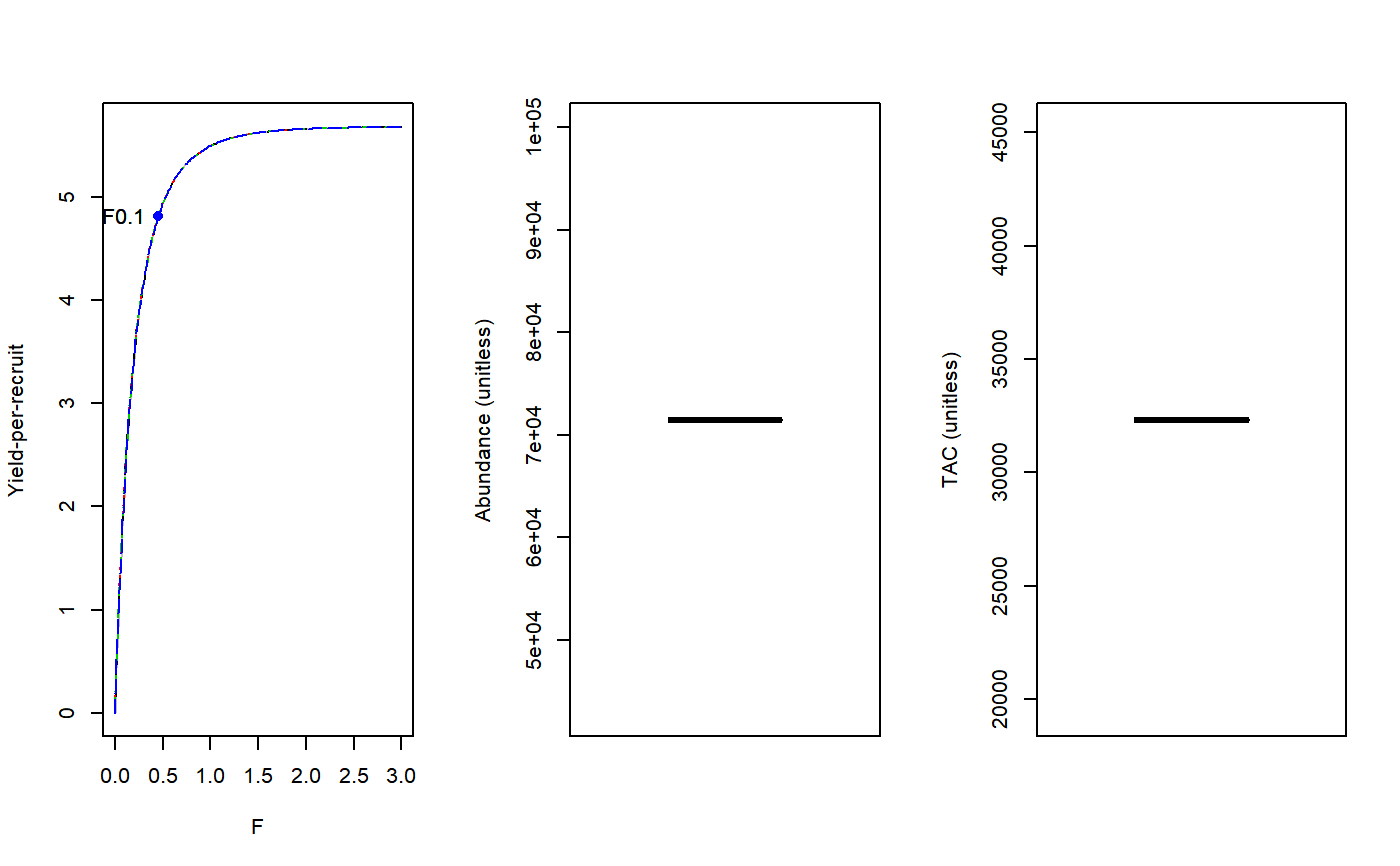 Yield-per-recruit
5
4
3
2
1
0
F0.1
0.0 0.5 1.0 1.5 2.0 2.5 3.0
F
Abundance (unitless)
1e+05
9e+04
8e+04
7e+04
6e+04
5e+04
TAC (unitless)
45000
40000
35000
30000
25000
20000